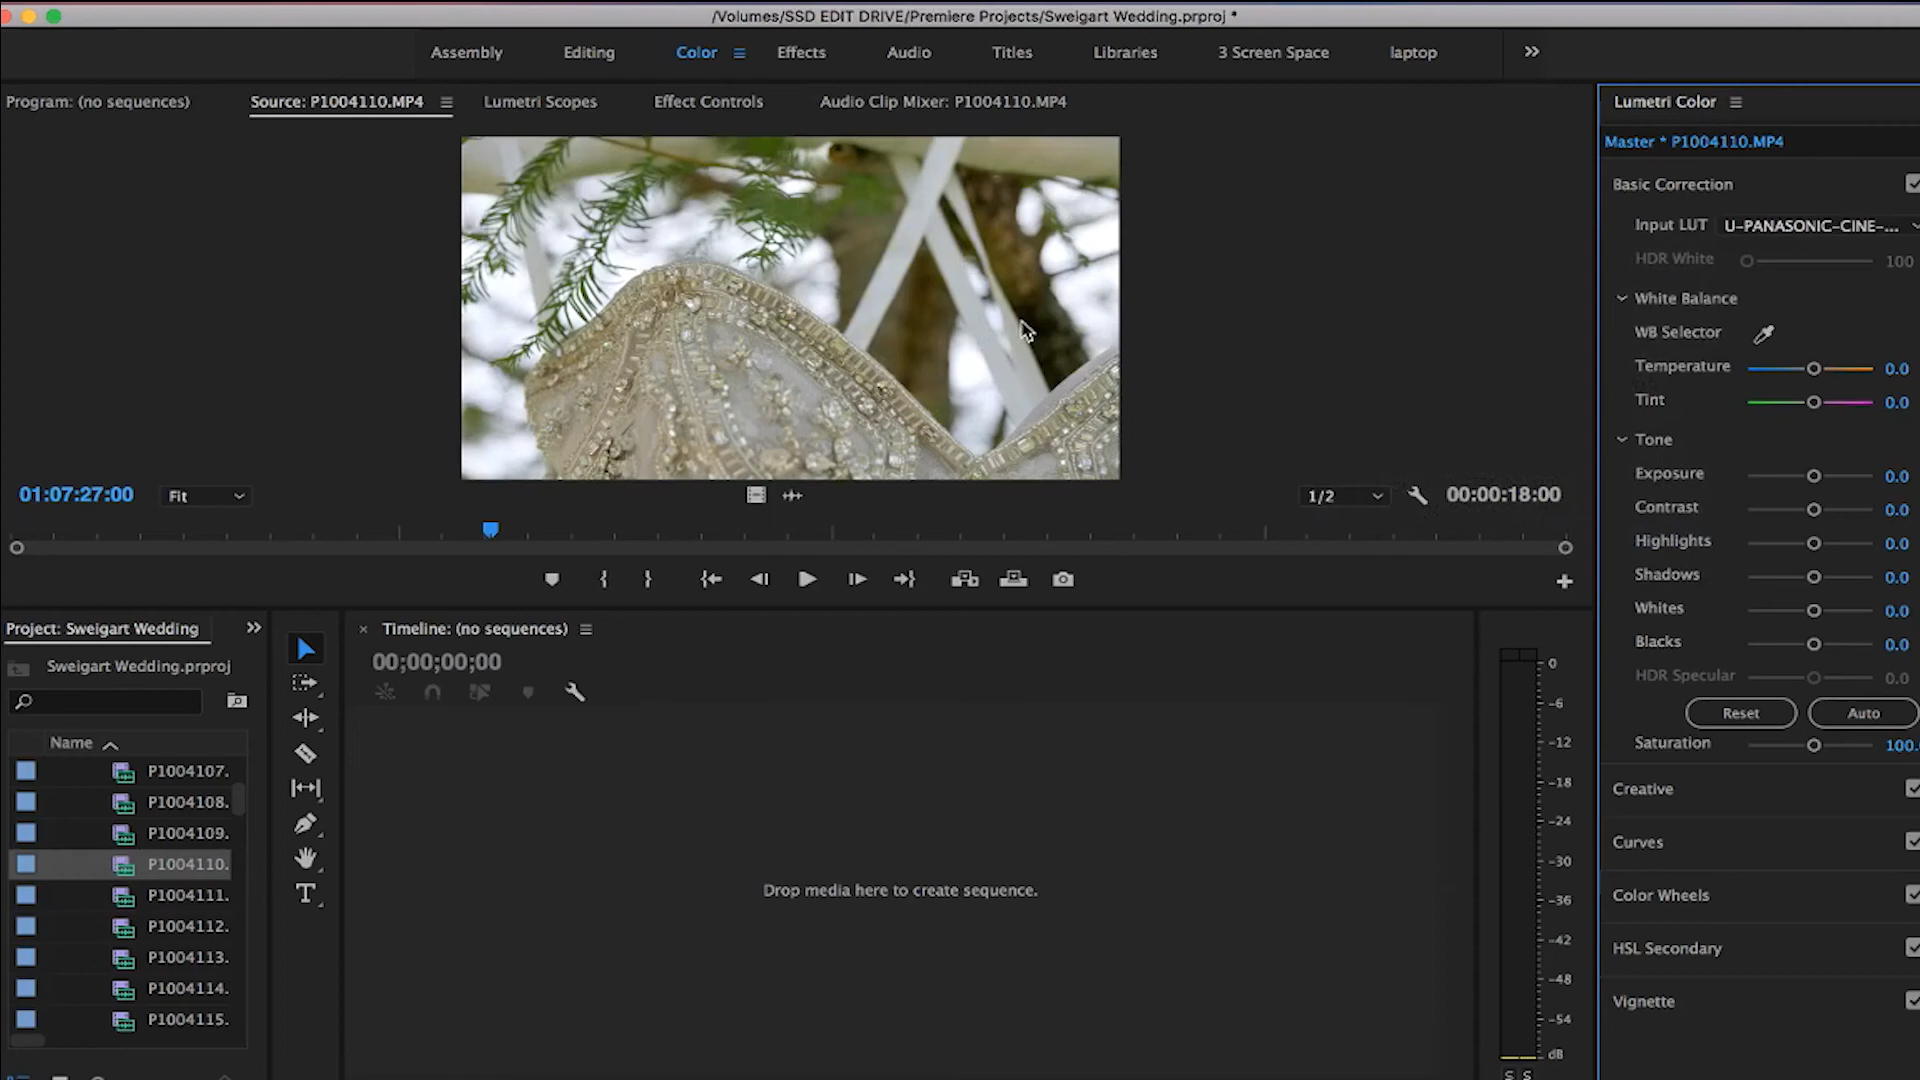 /Volumes/SSD EDIT DRIVE/Premiere Projects/Sweigart Wedding.prproj *
Assembly Editing Color Effects Audio Titles Libraries 3 Screen Space laptop
Program: (no sequences) Source: P1004110.MP4 Lumetri Scopes Effect Controls Audio Clip Mixer: P1004110.MP4
Lumetri Color
Master * P1004110.MP4
Basic Correction
Input LUT U-PANASONIC-CINE-...
HDR White 100
White Balance
WB Selector
Temperature 0.0
Tint 0.0
Tone
Exposure 0.0
Contrast 0.0
Highlights 0.0
Shadows 0.0
Whites 0.0
Blacks 0.0
HDR Specular 0.0
Reset Auto
Saturation 100.
Creative
Curves
Color Wheels
HSL Secondary
Vignette
01:07:27:00 Fit 1/2 00:00:18:00
Project: Sweigart Wedding
Sweigart Wedding.prproj
Name
P1004107.
P1004108.
P1004109.
P1004110.
P1004111.
P1004112.
P1004113.
P1004114.
P1004115.
Timeline: (no sequences)
00;00;00;00
Drop media here to create sequence.
0
-6
-12
-18
-24
-30
-36
-42
-48
-54
dB
S S